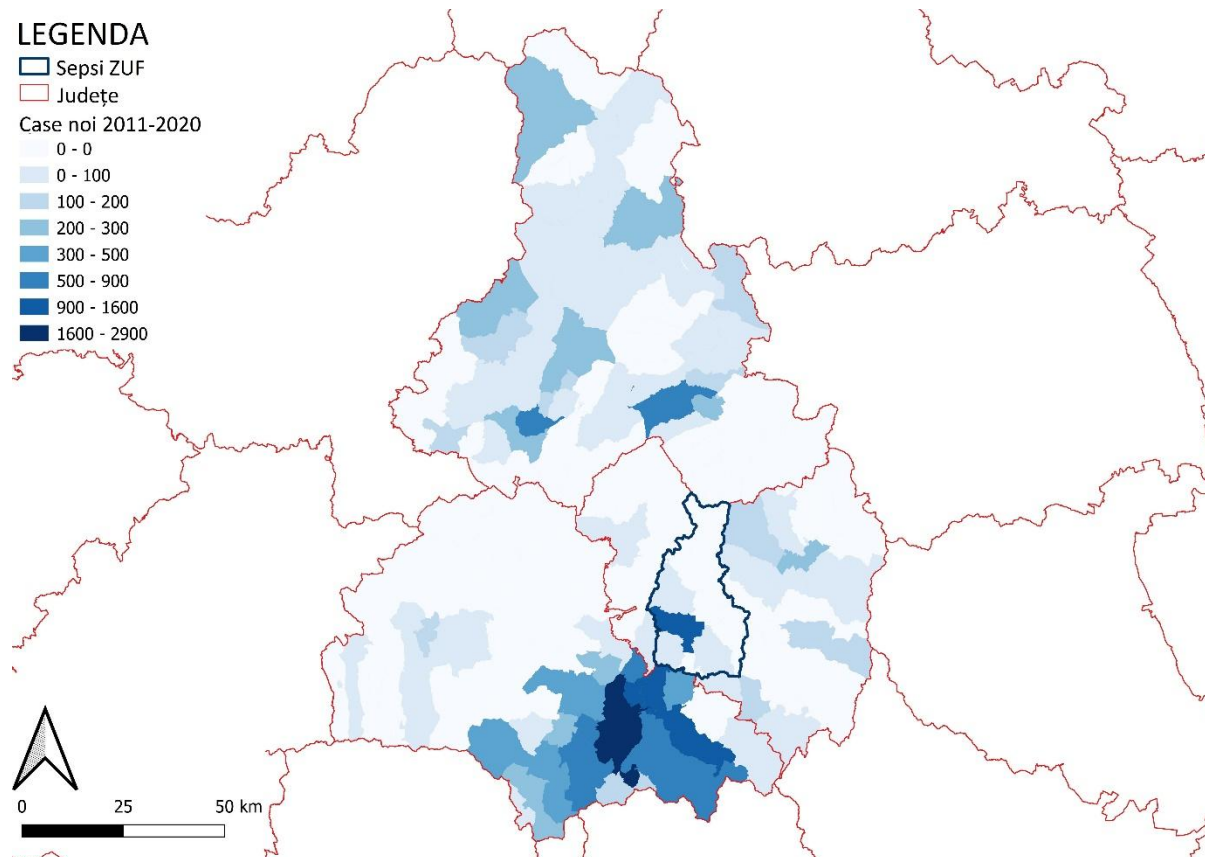 LEGENDA
Sepsi ZUF
Județe
Case noi 2011-2020
0 - 0
0 - 100
100 - 200
200 - 300
300 - 500
500 - 900
900 - 1600
1600 - 2900
0 25 50 km